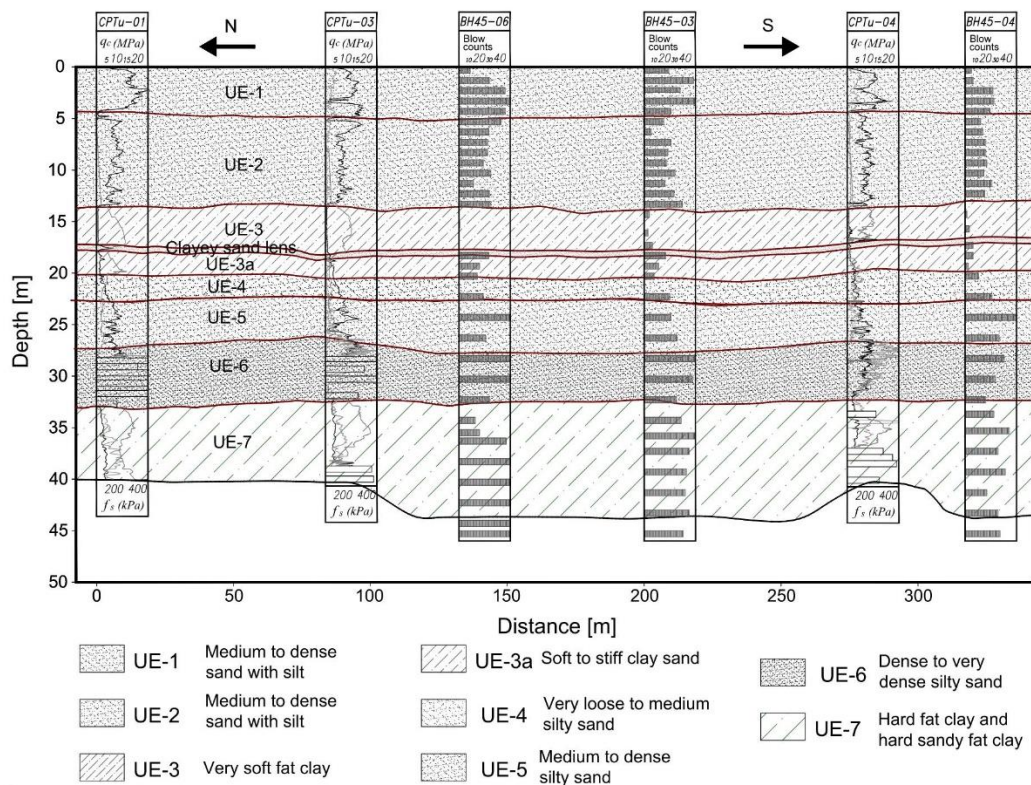 CPTu-01
N
CPTu-03
BH45-06
BH45-03
S
CPTu-04
BH45-04
qc (MPa)
5 10 15 20
qc (MPa)
5 10 15 20
Blow
counts
10 20 30 40
Blow
counts
10 20 30 40
qc (MPa)
5 10 15 20
Blow
counts
10 20 30 40
0
5
10
15
20
25
30
35
40
45
50
Depth [m]
UE-1
UE-2
UE-3
Clayey sand lens
UE-3a
UE-4
UE-5
UE-6
UE-7
200 400
fs (kPa)
200 400
fs (kPa)
200 400
fs (kPa)
0
50
100
150
200
250
300
Distance [m]
UE-1 Medium to dense
sand with silt
UE-2 Medium to dense
sand with silt
UE-3 Very soft fat clay
UE-3a Soft to stiff clay sand
UE-4 Very loose to medium
silty sand
UE-5 Medium to dense
silty sand
UE-6 Dense to very
dense silty sand
UE-7 Hard fat clay and
hard sandy fat clay